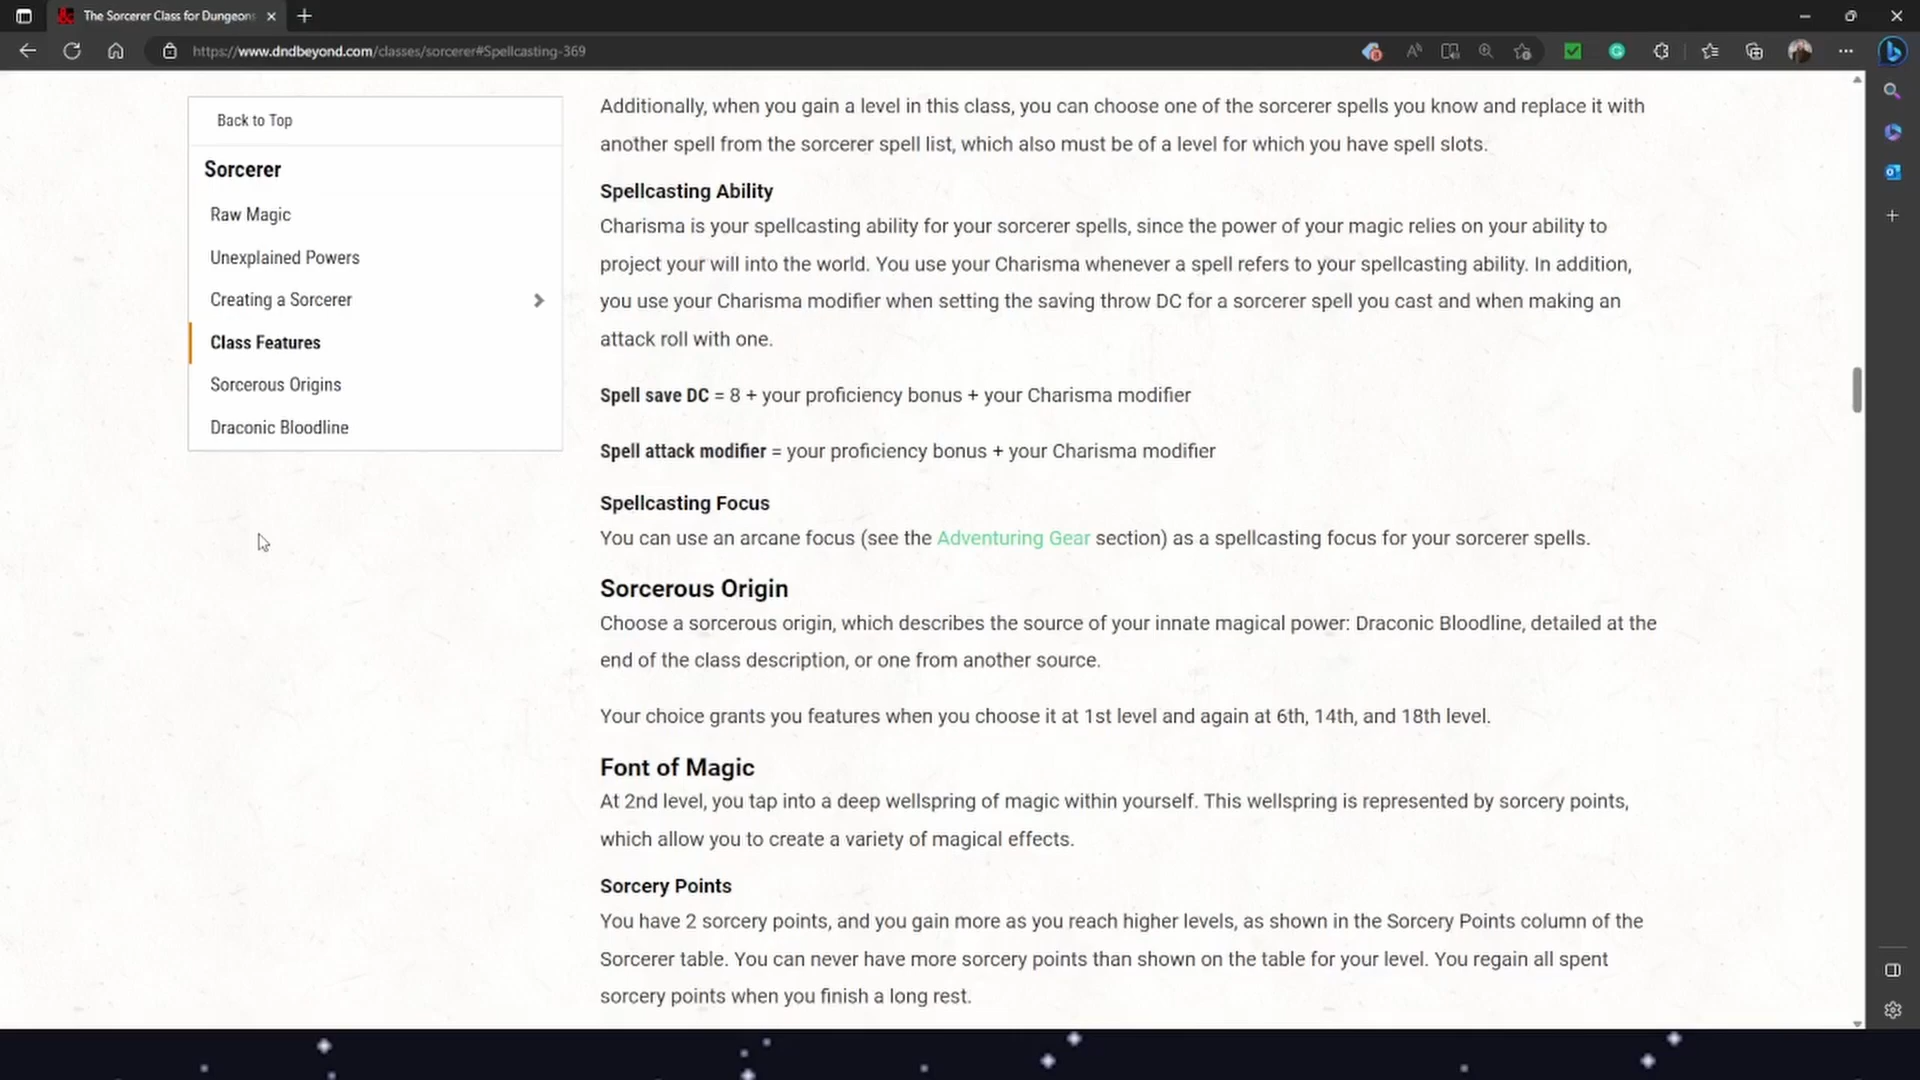 The Sorcerer Class for Dungeons
https://www.dndbeyond.com/classes/sorcerer#Spellcasting-369
Back to Top
Sorcerer
Raw Magic
Unexplained Powers
Creating a Sorcerer
Class Features
Sorcerous Origins
Draconic Bloodline
Additionally, when you gain a level in this class, you can choose one of the sorcerer spells you know and replace it with
another spell from the sorcerer spell list, which also must be of a level for which you have spell slots.
Spellcasting Ability
Charisma is your spellcasting ability for your sorcerer spells, since the power of your magic relies on your ability to
project your will into the world. You use your Charisma whenever a spell refers to your spellcasting ability. In addition,
you use your Charisma modifier when setting the saving throw DC for a sorcerer spell you cast and when making an
attack roll with one.
Spell save DC = 8 + your proficiency bonus + your Charisma modifier
Spell attack modifier = your proficiency bonus + your Charisma modifier
Spellcasting Focus
You can use an arcane focus (see the Adventuring Gear section) as a spellcasting focus for your sorcerer spells.
Sorcerous Origin
Choose a sorcerous origin, which describes the source of your innate magical power: Draconic Bloodline, detailed at the
end of the class description, or one from another source.
Your choice grants you features when you choose it at 1st level and again at 6th, 14th, and 18th level.
Font of Magic
At 2nd level, you tap into a deep wellspring of magic within yourself. This wellspring is represented by sorcery points,
which allow you to create a variety of magical effects.
Sorcery Points
You have 2 sorcery points, and you gain more as you reach higher levels, as shown in the Sorcery Points column of the
Sorcerer table. You can never have more sorcery points than shown on the table for your level. You regain all spent
sorcery points when you finish a long rest.